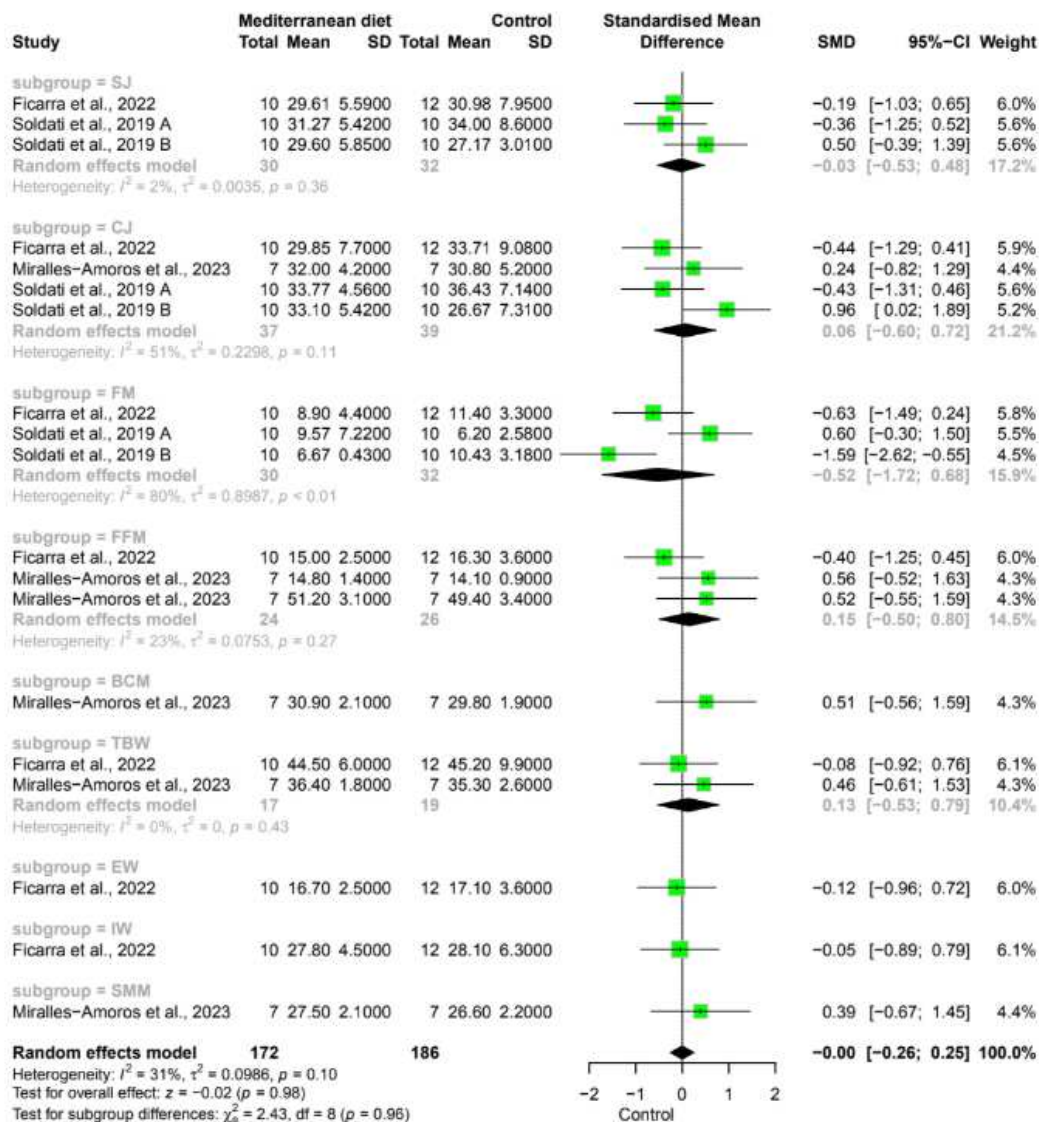 Mediterranean diet Control Standardised Mean
Study Total Mean SD Total Mean SD Difference SMD 95%−CI Weight
subgroup = SJ
Ficarra et al., 2022 10 29.61 5.5900 12 30.98 7.9500 −0.19 [−1.03; 0.65] 6.0%
Soldati et al., 2019 A 10 31.27 5.4200 10 34.00 8.6000 −0.36 [−1.25; 0.52] 5.6%
Soldati et al., 2019 B 10 29.60 5.8500 10 27.17 3.0100 0.50 [−0.39; 1.39] 5.6%
Random effects model 30 32 −0.03 [−0.53; 0.48] 17.2%
Heterogeneity: I² = 2%, τ² = 0.0035, p = 0.36
subgroup = CJ
Ficarra et al., 2022 10 29.85 7.7000 12 33.71 9.0800 −0.44 [−1.29; 0.41] 5.9%
Miralles−Amoros et al., 2023 7 32.00 4.2000 7 30.80 5.2000 0.24 [−0.82; 1.29] 4.4%
Soldati et al., 2019 A 10 33.77 4.5600 10 36.43 7.1400 −0.43 [−1.31; 0.46] 5.6%
Soldati et al., 2019 B 10 33.10 5.4200 10 26.67 7.3100 0.96 [ 0.02; 1.89] 5.2%
Random effects model 37 39 0.06 [−0.60; 0.72] 21.2%
Heterogeneity: I² = 51%, τ² = 0.2298, p = 0.11
subgroup = FM
Ficarra et al., 2022 10 8.90 4.4000 12 11.40 3.3000 −0.63 [−1.49; 0.24] 5.8%
Soldati et al., 2019 A 10 9.57 7.2200 10 6.20 2.5800 0.60 [−0.30; 1.50] 5.5%
Soldati et al., 2019 B 10 6.67 0.4300 10 10.43 3.1800 −1.59 [−2.62; −0.55] 4.5%
Random effects model 30 32 −0.52 [−1.72; 0.68] 15.9%
Heterogeneity: I² = 80%, τ² = 0.8987, p < 0.01
subgroup = FFM
Ficarra et al., 2022 10 15.00 2.5000 12 16.30 3.6000 −0.40 [−1.25; 0.45] 6.0%
Miralles−Amoros et al., 2023 7 14.80 1.4000 7 14.10 0.9000 0.56 [−0.52; 1.63] 4.3%
Miralles−Amoros et al., 2023 7 51.20 3.1000 7 49.40 3.4000 0.52 [−0.55; 1.59] 4.3%
Random effects model 24 26 0.15 [−0.50; 0.80] 14.5%
Heterogeneity: I² = 23%, τ² = 0.0753, p = 0.27
subgroup = BCM
Miralles−Amoros et al., 2023 7 30.90 2.1000 7 29.80 1.9000 0.51 [−0.56; 1.59] 4.3%
subgroup = TBW
Ficarra et al., 2022 10 44.50 6.0000 12 45.20 9.9000 −0.08 [−0.92; 0.76] 6.1%
Miralles−Amoros et al., 2023 7 36.40 1.8000 7 35.30 2.6000 0.46 [−0.61; 1.53] 4.3%
Random effects model 17 19 0.13 [−0.53; 0.79] 10.4%
Heterogeneity: I² = 0%, τ² = 0, p = 0.43
subgroup = EW
Ficarra et al., 2022 10 16.70 2.5000 12 17.10 3.6000 −0.12 [−0.96; 0.72] 6.0%
subgroup = IW
Ficarra et al., 2022 10 27.80 4.5000 12 28.10 6.3000 −0.05 [−0.89; 0.79] 6.1%
subgroup = SMM
Miralles−Amoros et al., 2023 7 27.50 2.1000 7 26.60 2.2000 0.39 [−0.67; 1.45] 4.4%
Random effects model 172 186 −0.00 [−0.26; 0.25] 100.0%
Heterogeneity: I² = 31%, τ² = 0.0986, p = 0.10
Test for overall effect: z = −0.02 (p = 0.98)
−2 −1 0 1 2
Test for subgroup differences: χ²₈ = 2.43, df = 8 (p = 0.96) Control